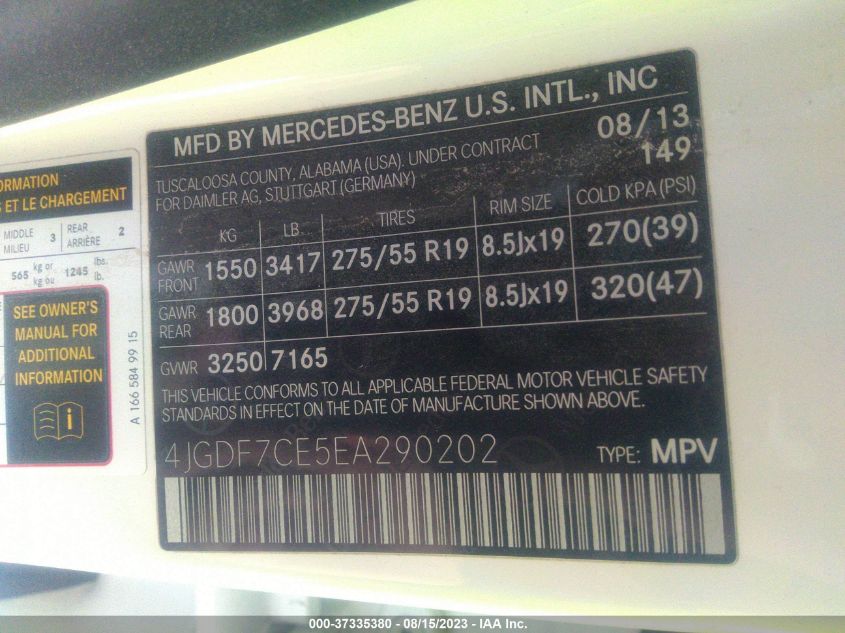 ORMATION
S ET LE CHARGEMENT
MIDDLE MILIEU 3 REAR ARRIÈRE 2
565 kg or kg ou 1245 lbs. lb.
SEE OWNER'S
MANUAL FOR
ADDITIONAL
INFORMATION
A 166 584 99 15
MFD BY MERCEDES-BENZ U.S. INTL., INC
TUSCALOOSA COUNTY, ALABAMA (USA). UNDER CONTRACT
FOR DAIMLER AG, STUTTGART (GERMANY)
08/13
149
KG LB TIRES RIM SIZE COLD KPA (PSI)
GAWR FRONT 1550 3417 275/55 R19 8.5Jx19 270(39)
GAWR REAR 1800 3968 275/55 R19 8.5Jx19 320(47)
GVWR 3250 7165
THIS VEHICLE CONFORMS TO ALL APPLICABLE FEDERAL MOTOR VEHICLE SAFETY
STANDARDS IN EFFECT ON THE DATE OF MANUFACTURE SHOWN ABOVE.
4JGDF7CE5EA290202 TYPE: MPV
000-37335380 - 08/15/2023 - IAA Inc.